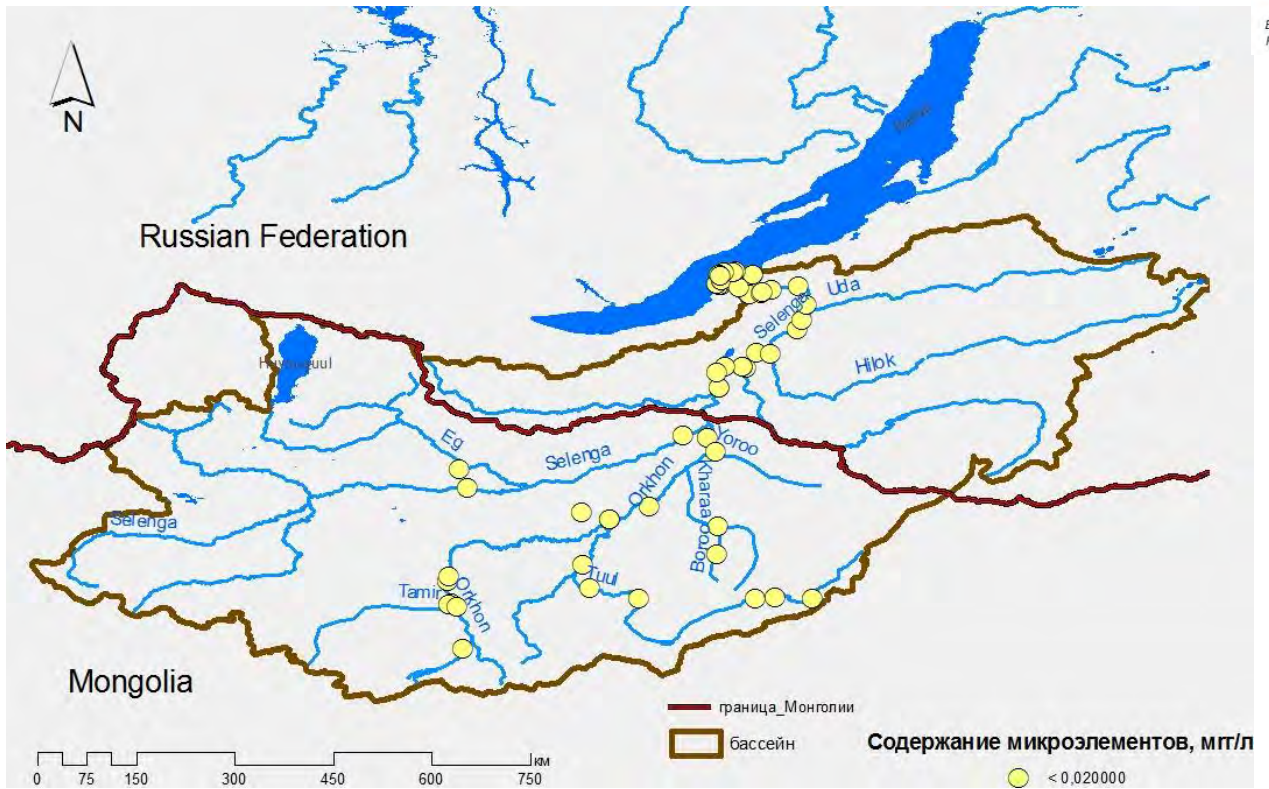 N
Russian Federation
Uda
Selenga
Hilok
Eg
Selenga
Yoroo
Orkhon
Kharaa
Selenga
Boroo
Tuul
Tamir
Orkhon
Mongolia
граница_Монголии
бассейн
Содержание микроэлементов, мгт/л
< 0,020000
км
0 75 150 300 450 600 750